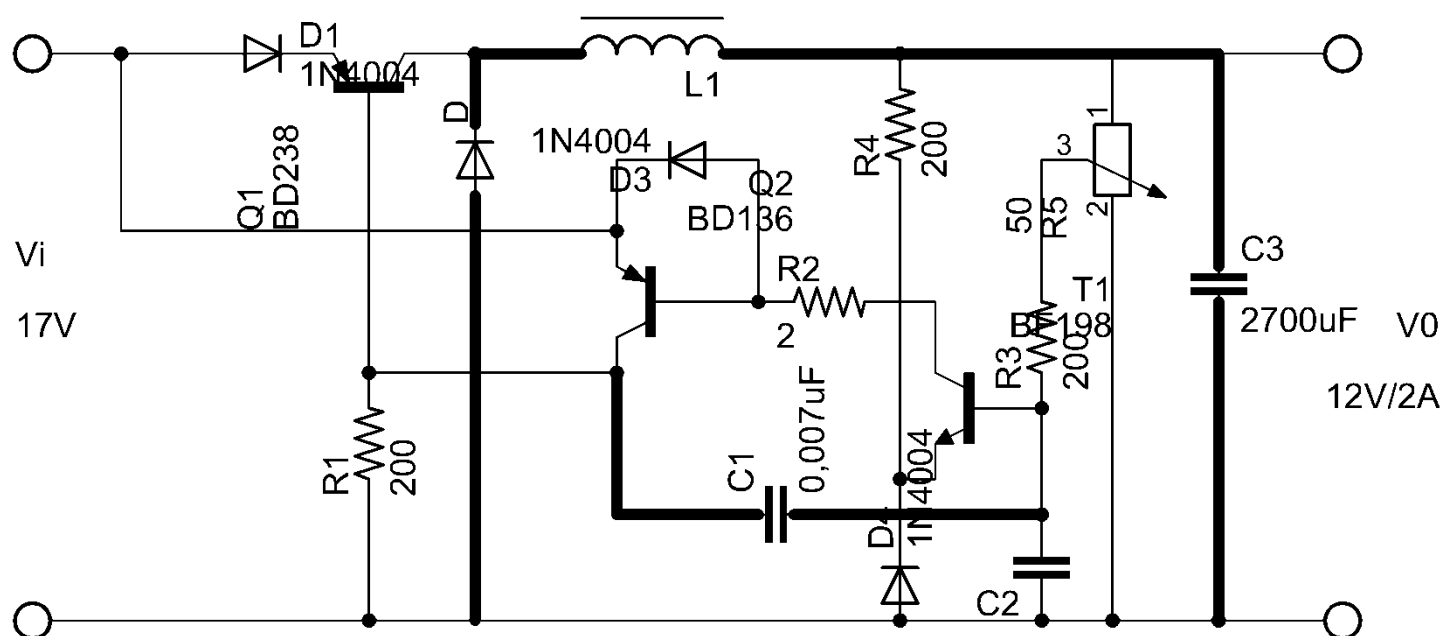 D1
1N4004
L1
D
1N4004
D3
Q2
BD136
R4
200
1
3
2
50
R5
Q1
BD238
Vi
17V
R2
2
T1
BF198
R3
200
C3
2700uF
V0
12V/2A
R1
200
C1
0,007uF
D4
1N4004
C2